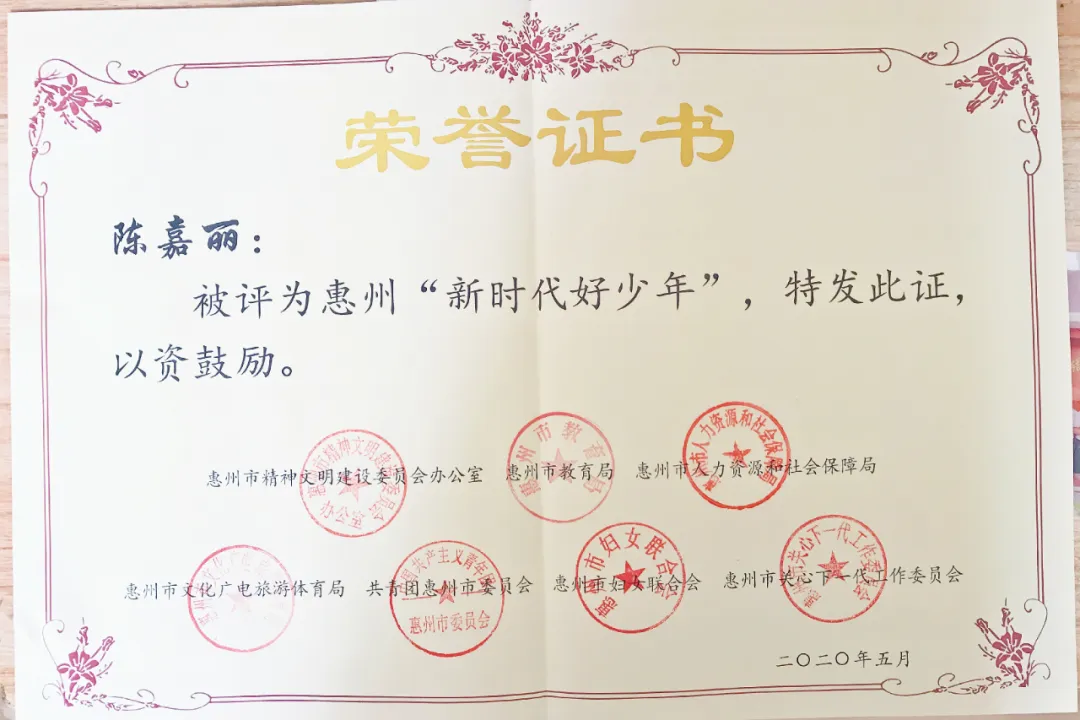 荣誉证书
陈嘉丽：
被评为惠州“新时代好少年”，特发此证，
以资鼓励。
惠州市精神文明建设委员会办公室 惠州市教育局 惠州市人力资源和社会保障局
惠州市文化广电旅游体育局 共青团惠州市委员会 惠州市妇女联合会 惠州市关心下一代工作委员会
二〇二〇年五月